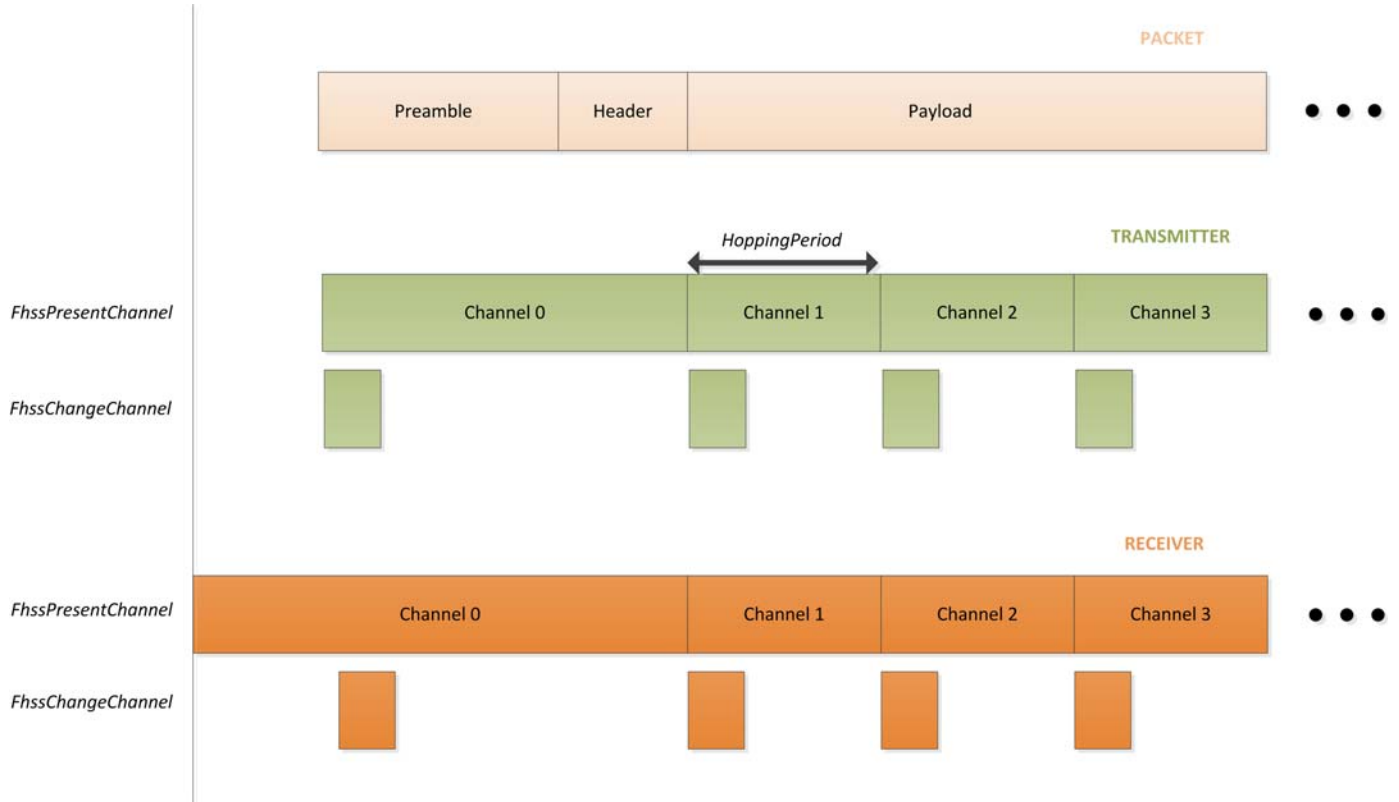 PACKET
Preamble
Header
Payload
HoppingPeriod
TRANSMITTER
FhssPresentChannel
Channel 0
Channel 1
Channel 2
Channel 3
FhssChangeChannel
RECEIVER
FhssPresentChannel
Channel 0
Channel 1
Channel 2
Channel 3
FhssChangeChannel